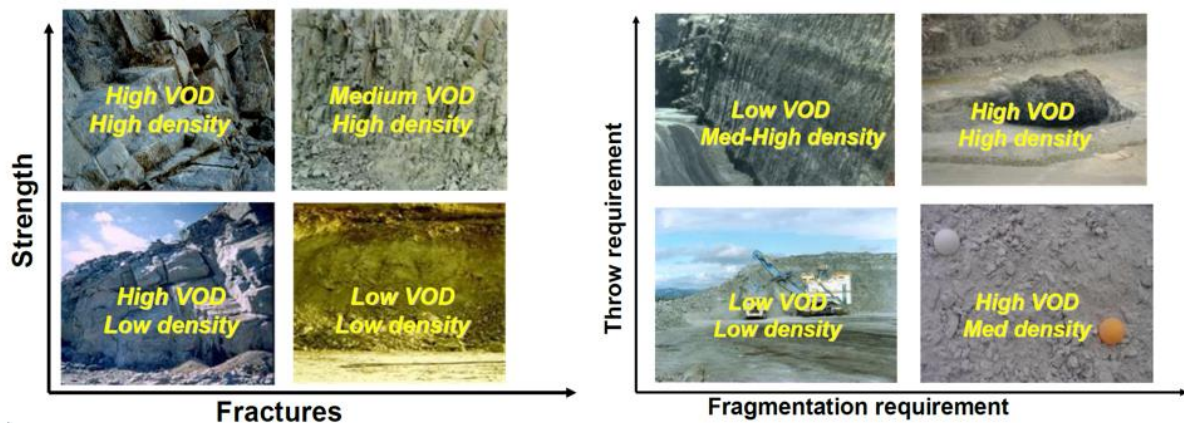 Strength
High VOD
High density
Medium VOD
High density
High VOD
Low density
Low VOD
Low density
Fractures
Throw requirement
Low VOD
Med-High density
High VOD
High density
Low VOD
Low density
High VOD
Med density
Fragmentation requirement